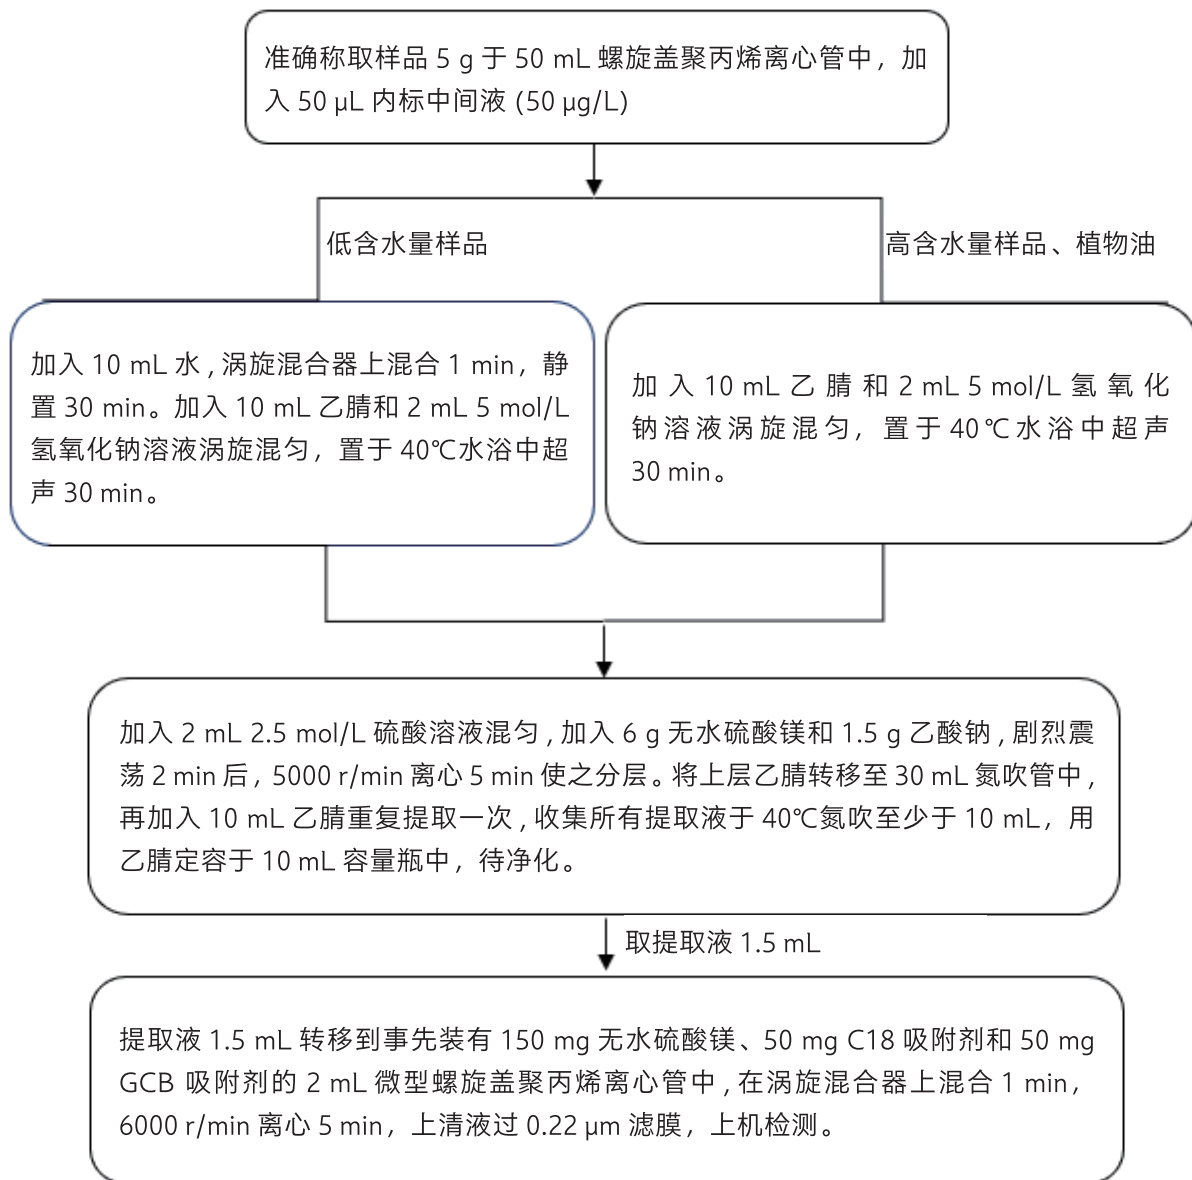 准确称取样品 5 g 于 50 mL 螺旋盖聚丙烯离心管中，加
入 50 µL 内标中间液 (50 µg/L)
低含水量样品
高含水量样品、植物油
加入 10 mL 水 , 涡旋混合器上混合 1 min，静
置 30 min。加入 10 mL 乙腈和 2 mL 5 mol/L
氢氧化钠溶液涡旋混匀，置于 40℃水浴中超
声 30 min。
加 入 10 mL 乙 腈 和 2 mL 5 mol/L 氢 氧 化
钠溶液涡旋混匀，置于 40℃水浴中超声
30 min。
加入 2 mL 2.5 mol/L 硫酸溶液混匀 , 加入 6 g 无水硫酸镁和 1.5 g 乙酸钠 , 剧烈震
荡 2 min 后，5000 r/min 离心 5 min 使之分层。将上层乙腈转移至 30 mL 氮吹管中 ,
再加入 10 mL 乙腈重复提取一次 , 收集所有提取液于 40℃氮吹至少于 10 mL，用
乙腈定容于 10 mL 容量瓶中，待净化。
取提取液 1.5 mL
提取液 1.5 mL 转移到事先装有 150 mg 无水硫酸镁、50 mg C18 吸附剂和 50 mg
GCB 吸附剂的 2 mL 微型螺旋盖聚丙烯离心管中 , 在涡旋混合器上混合 1 min，
6000 r/min 离心 5 min，上清液过 0.22 µm 滤膜，上机检测。